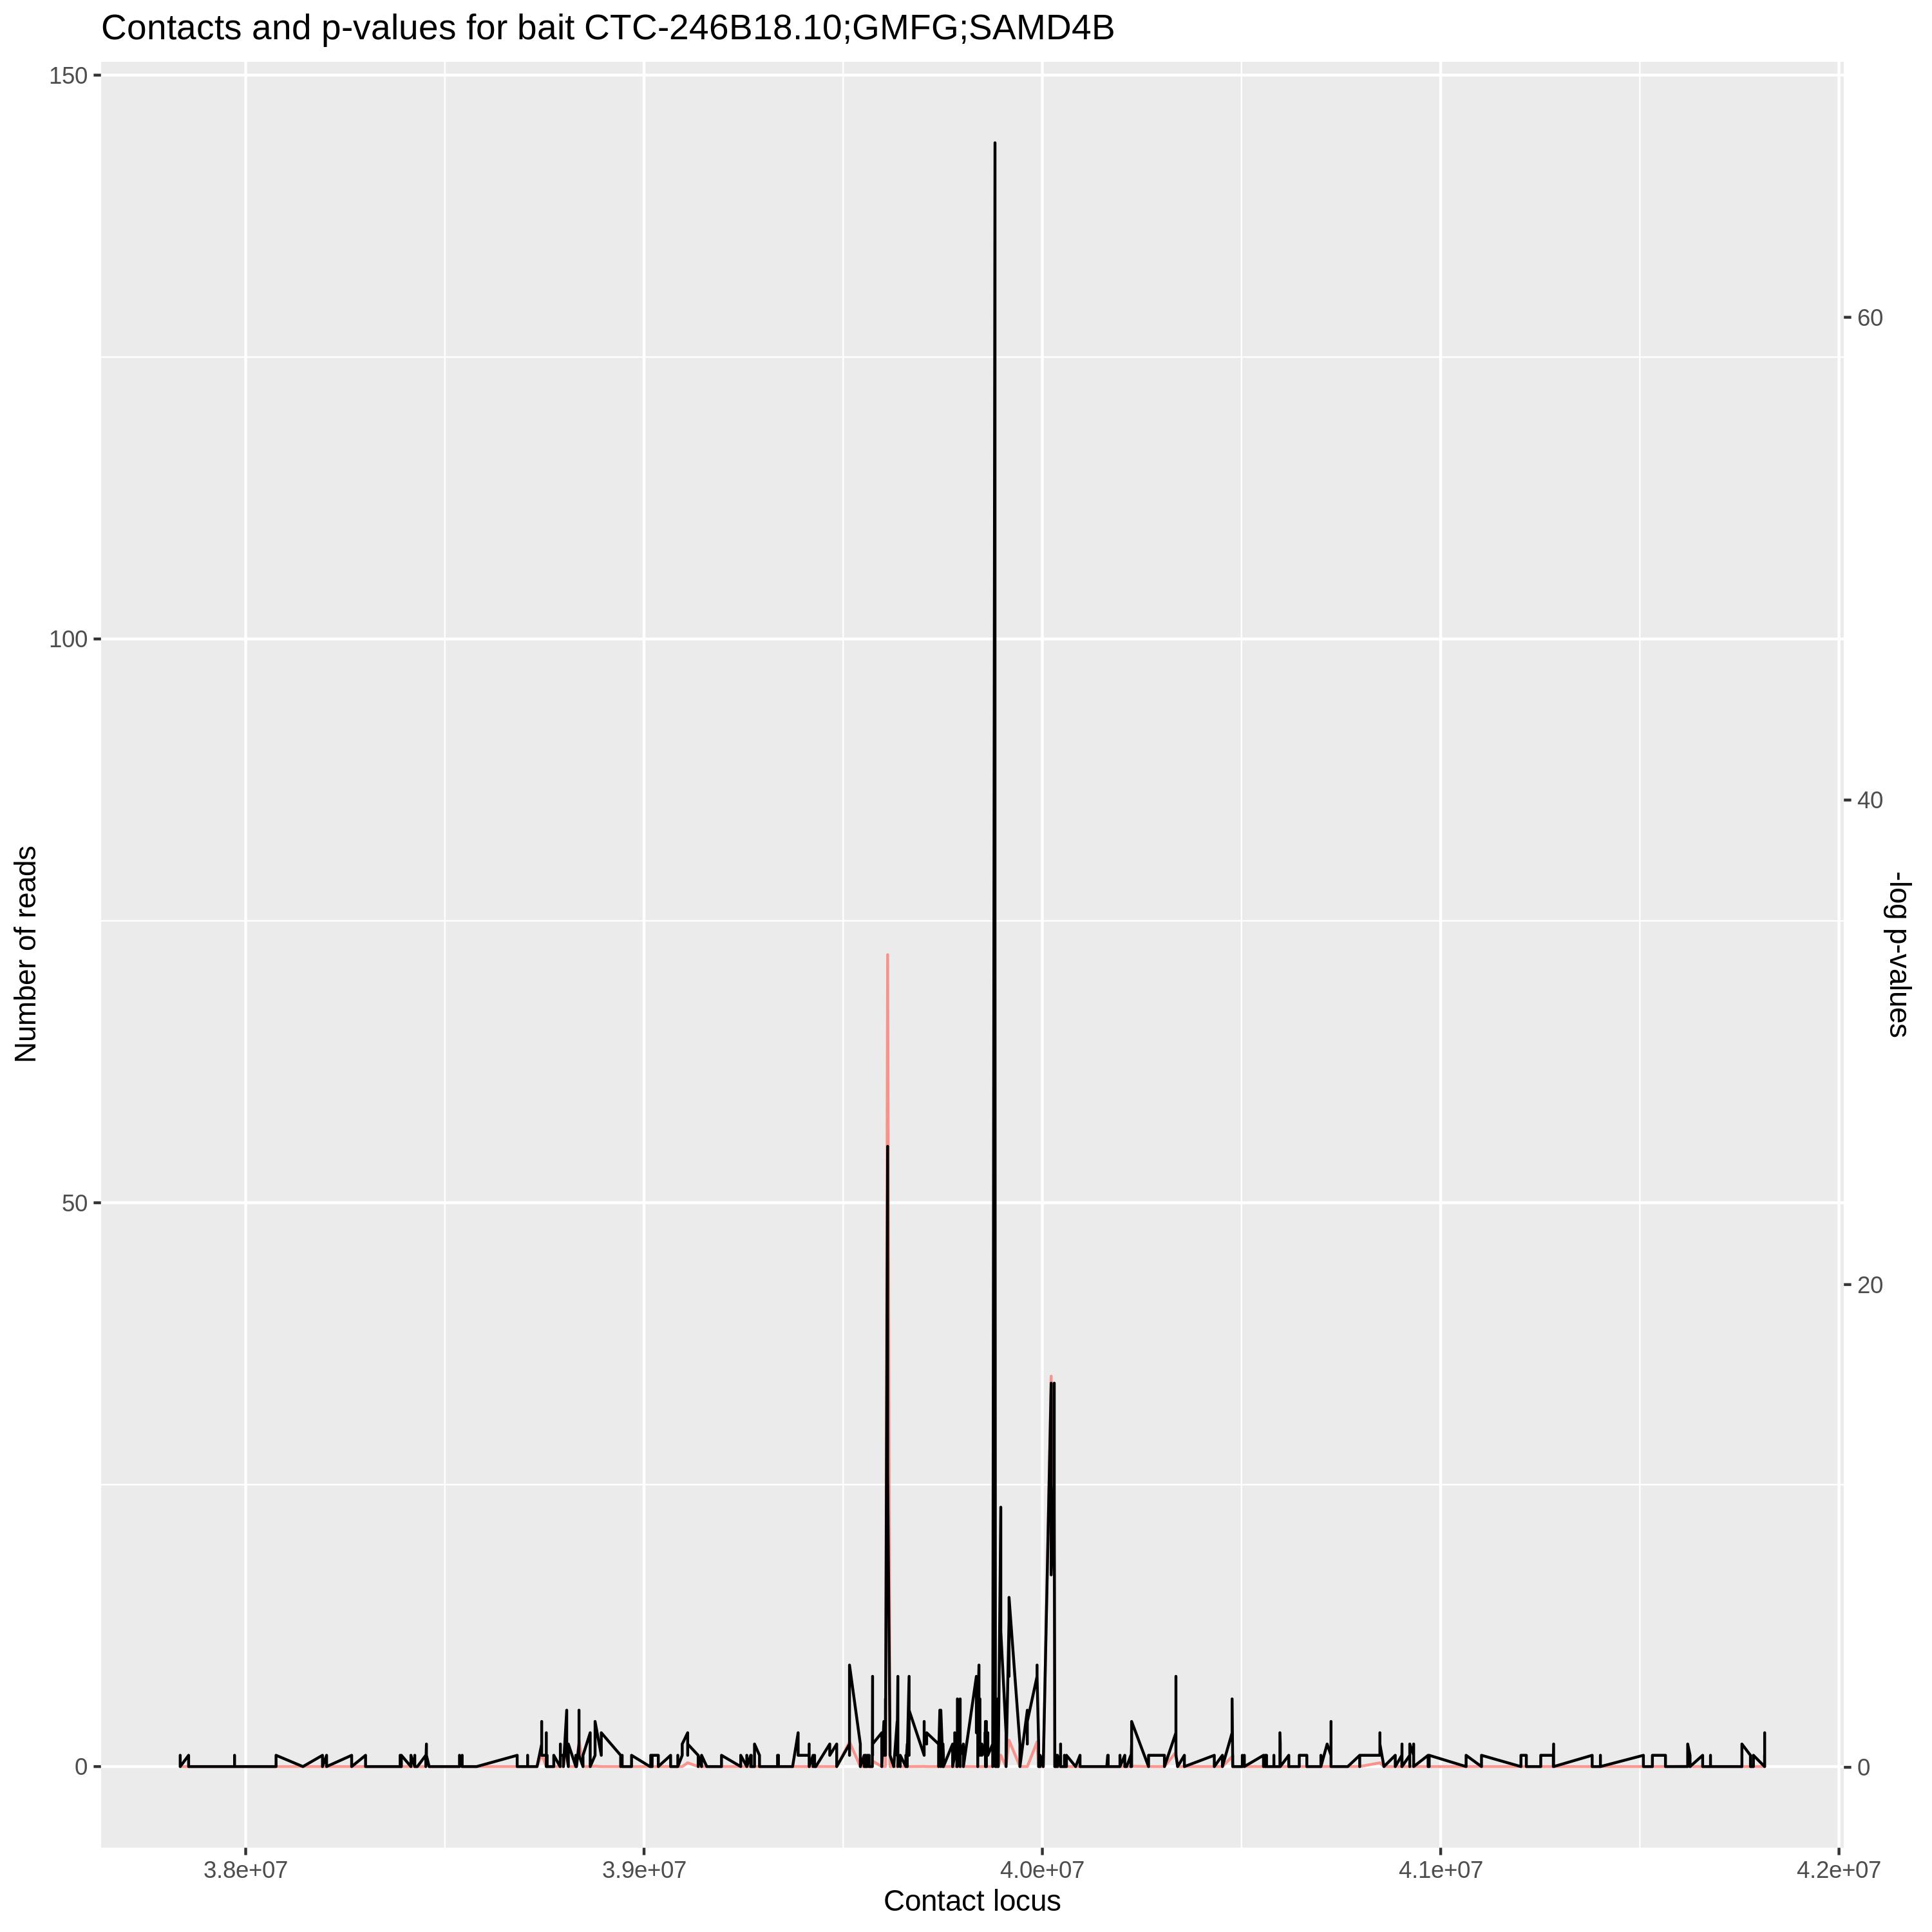 Contacts and p-values for bait CTC-246B18.10;GMFG;SAMD4B
150
100
50
0
Number of reads
60
40
20
0
-log p-values
3.8e+07
3.9e+07
4.0e+07
4.1e+07
4.2e+07
Contact locus